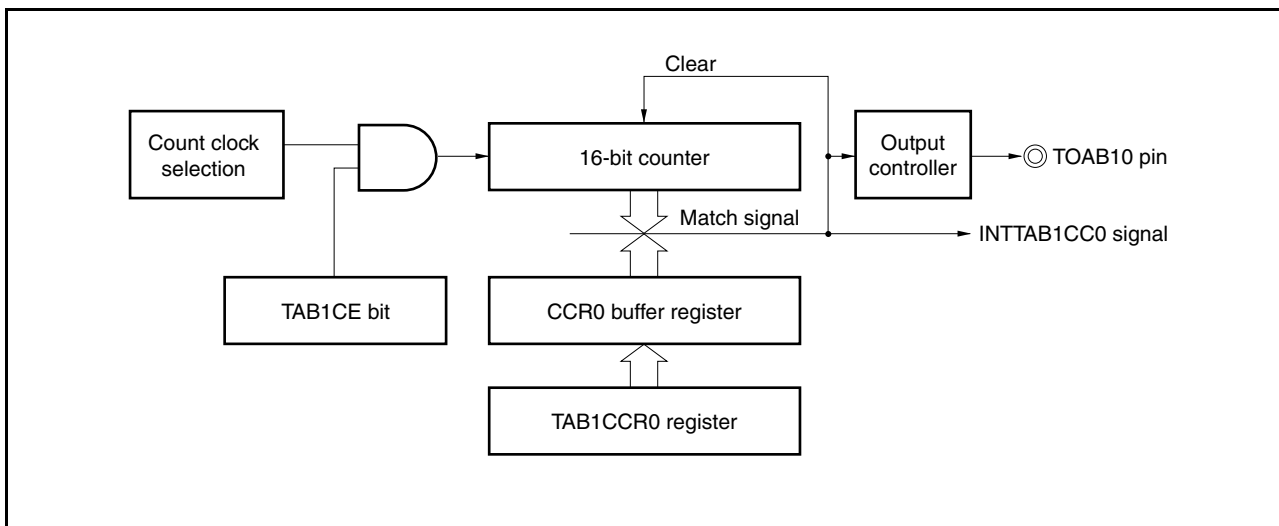 Clear
Count clock
selection
16-bit counter
Output
controller
TOAB10 pin
Match signal
INTTAB1CC0 signal
TAB1CE bit
CCR0 buffer register
TAB1CCR0 register